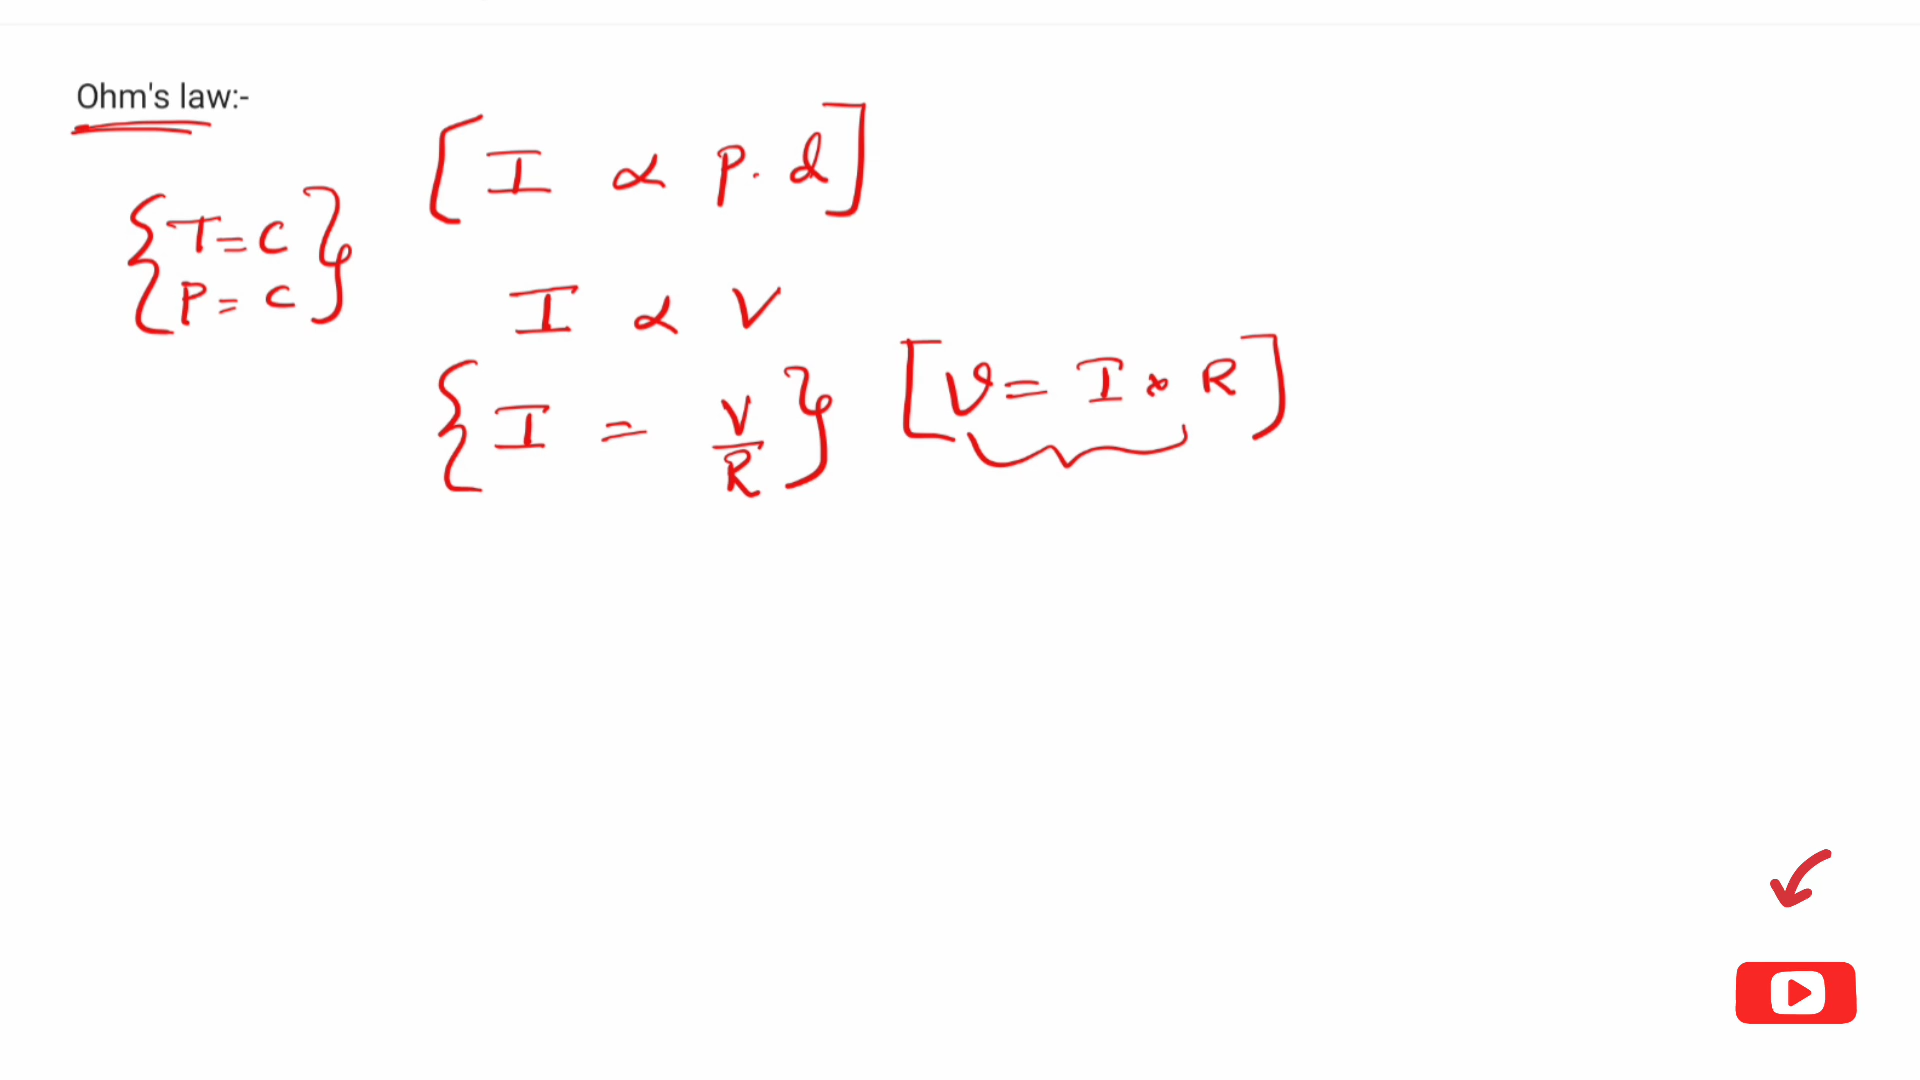 Ohm's law:-
[I ∝ P.d]
{T=C
P=C}
I ∝ V
{I = V/R} [V = I * R]